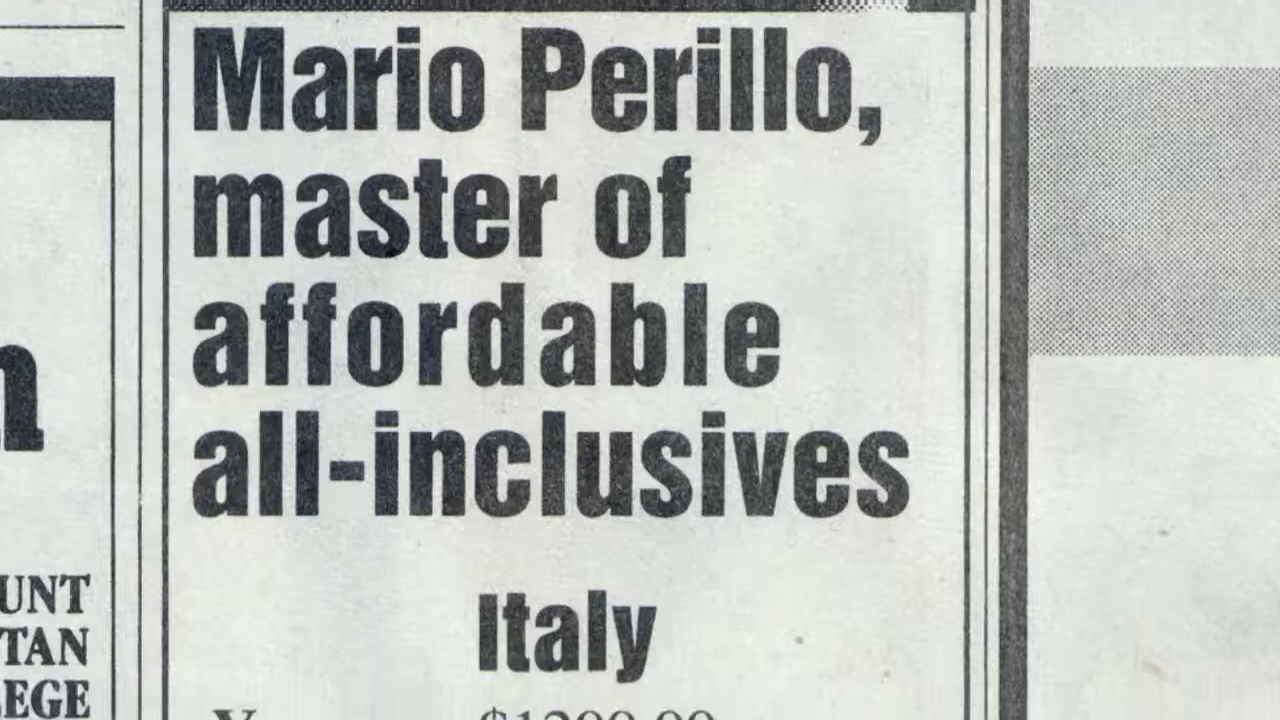 Mario Perillo,
master of
affordable
all-inclusives
Italy
UNT
TAN
EGE